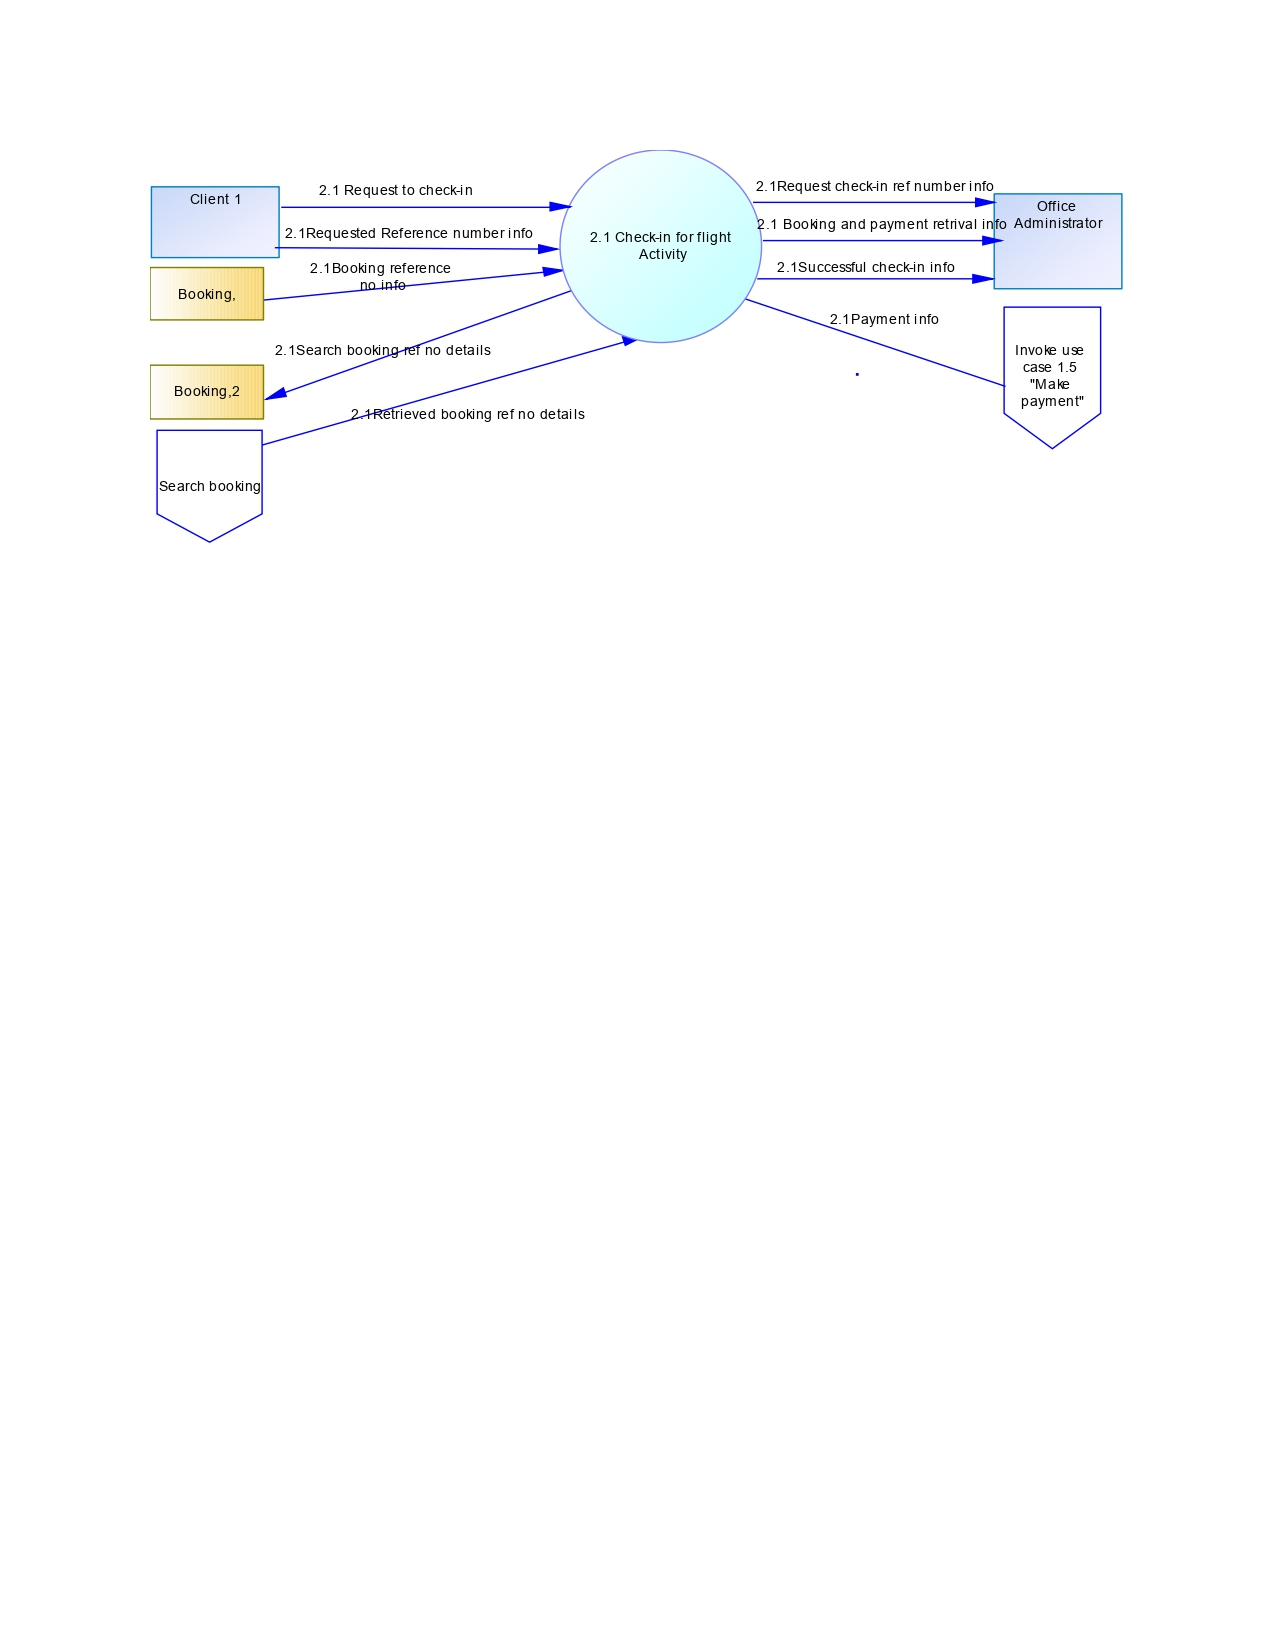 Client 1
2.1 Request to check-in
2.1Requested Reference number info
2.1Booking reference
no info
Booking,
2.1Search booking ref no details
Booking,2
2.1Retrieved booking ref no details
Search booking
2.1 Check-in for flight
Activity
2.1Request check-in ref number info
2.1 Booking and payment retrival info
2.1Successful check-in info
2.1Payment info
Office
Administrator
Invoke use
case 1.5
"Make
payment"